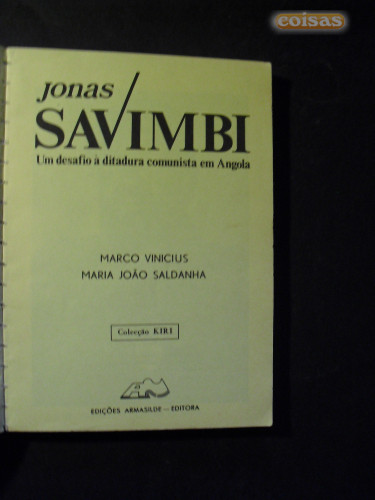 coisas
Jonas
SAVIMBI
Um desafio à ditadura comunista em Angola
MARCO VINICIUS
MARIA JOÃO SALDANHA
Colecção KIRI
EDIÇÕES ARMASILDE — EDITORA